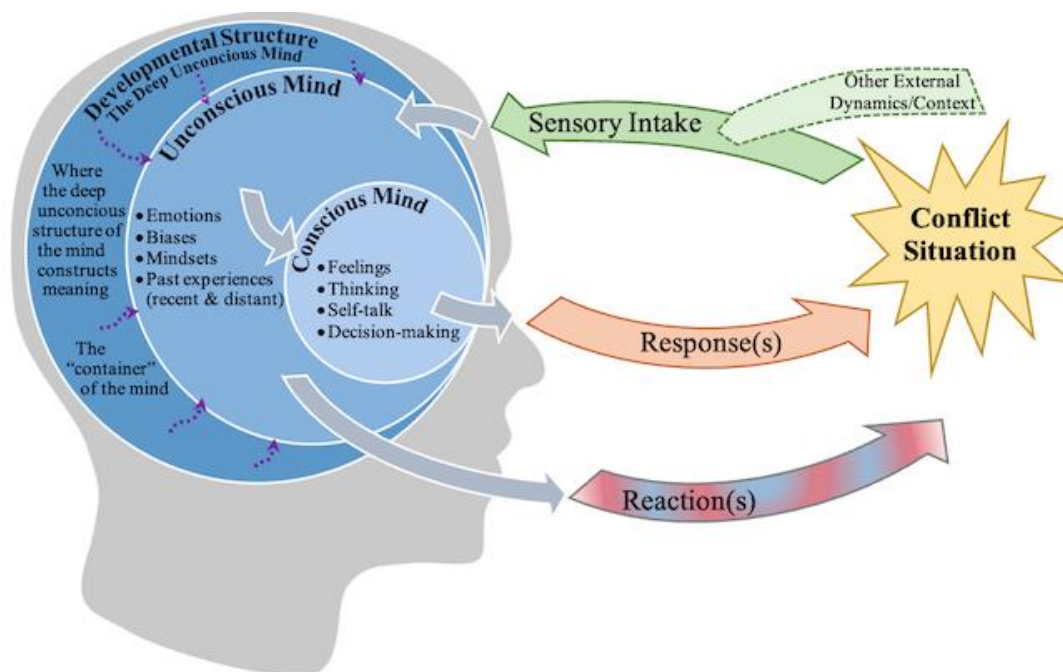 Developmental Structure
The Deep Unconcious Mind
Unconscious Mind
Where
the deep
unconcious
structure of
the mind
constructs
meaning
The
“container”
of the mind
• Emotions
• Biases
• Mindsets
• Past experiences
(recent & distant)
Conscious Mind
• Feelings
• Thinking
• Self-talk
• Decision-making
Other External
Dynamics/Context
Sensory Intake
Conflict
Situation
Response(s)
Reaction(s)